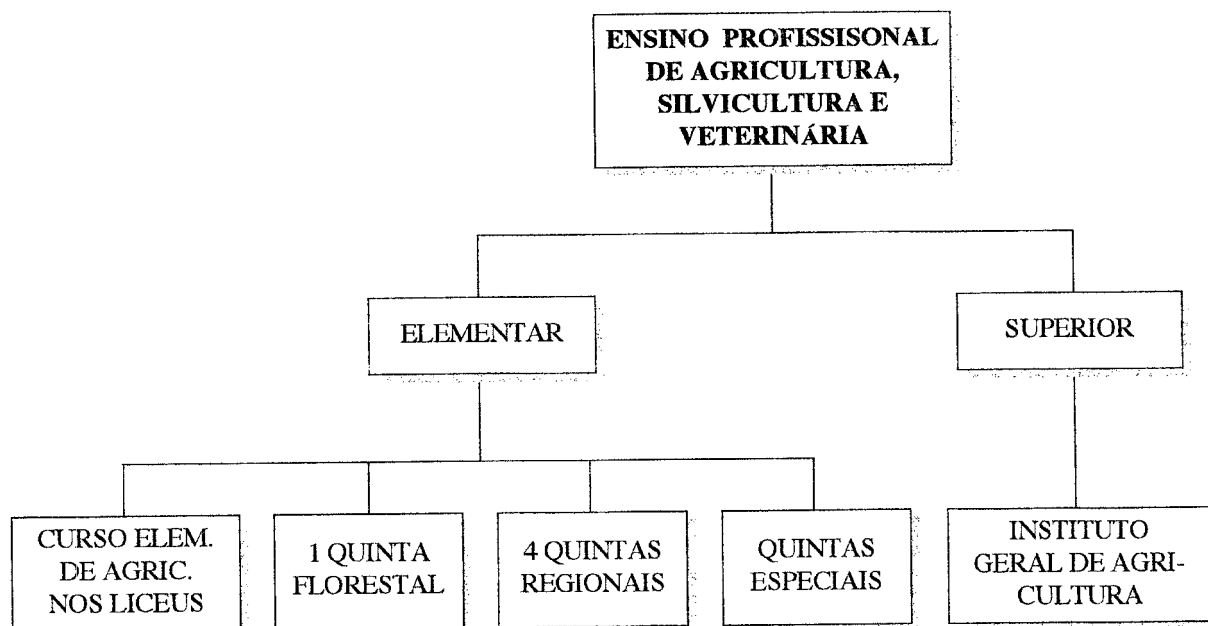 ENSINO PROFISSISONAL
DE AGRICULTURA,
SILVICULTURA E
VETERINÁRIA
ELEMENTAR
SUPERIOR
CURSO ELEM.
DE AGRIC.
NOS LICEUS
1 QUINTA
FLORESTAL
4 QUINTAS
REGIONAIS
QUINTAS
ESPECIAIS
INSTITUTO
GERAL DE AGRI-
CULTURA